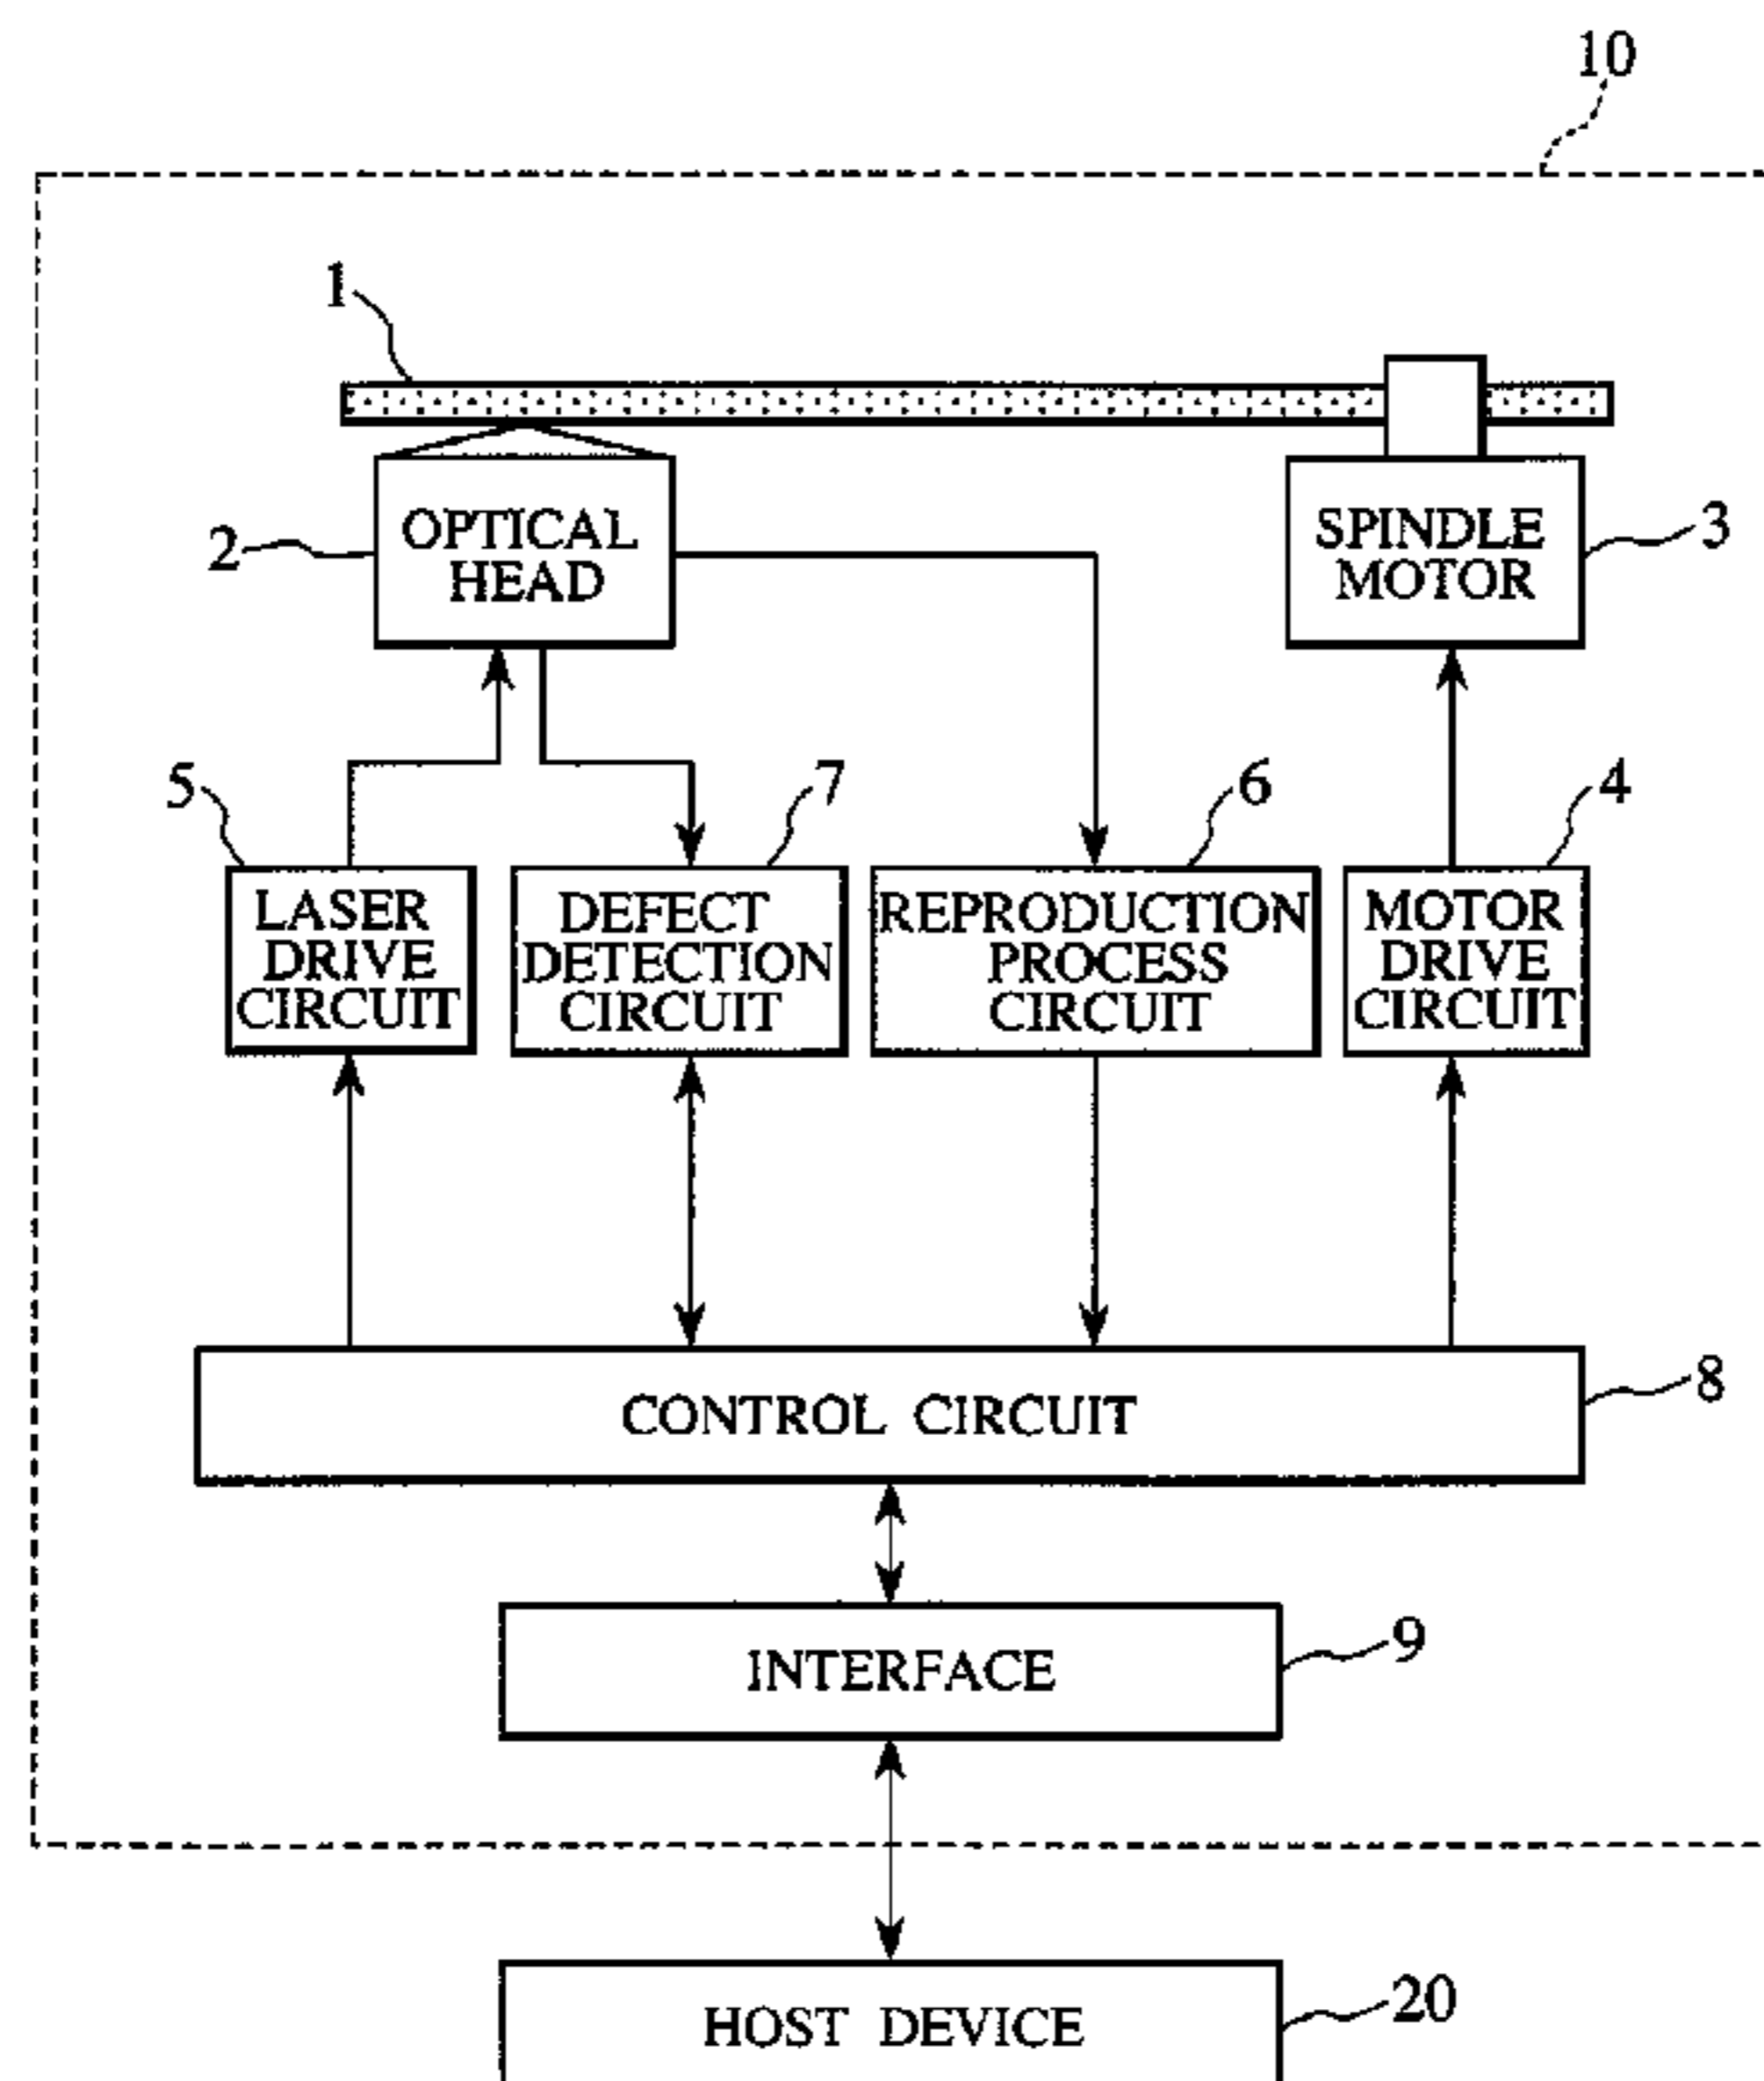 10
1
OPTICAL
HEAD
2
SPINDLE
MOTOR
3
5
7
6
4
LASER
DRIVE
CIRCUIT
DEFECT
DETECTION
CIRCUIT
REPRODUCTION
PROCESS
CIRCUIT
MOTOR
DRIVE
CIRCUIT
CONTROL CIRCUIT
8
INTERFACE
9
HOST DEVICE
20